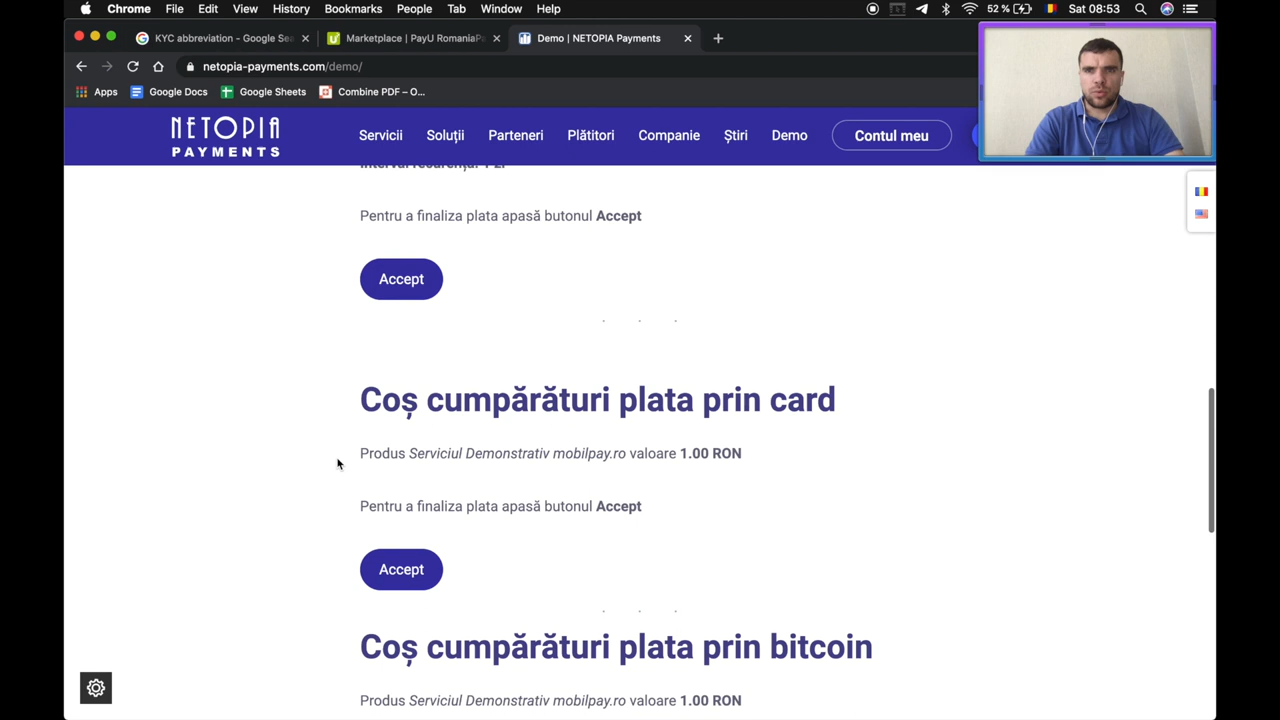 Chrome File Edit View History Bookmarks People Tab Window Help 52 % Sat 08:53
KYC abbreviation - Google S
Marketplace | PayU RomaniaP
Demo | NETOPIA Payments
netopia-payments.com/demo/
Apps Google Docs Google Sheets Combine PDF – O...
NETOPIA
PAYMENTS
Servicii Soluții Parteneri Plătitori Companie Știri Demo Contul meu
Pentru a finaliza plata apasă butonul Accept
Accept
Coș cumpărături plata prin card
Produs Serviciul Demonstrativ mobilpay.ro valoare 1.00 RON
Pentru a finaliza plata apasă butonul Accept
Accept
Coș cumpărături plata prin bitcoin
Produs Serviciul Demonstrativ mobilpay.ro valoare 1.00 RON